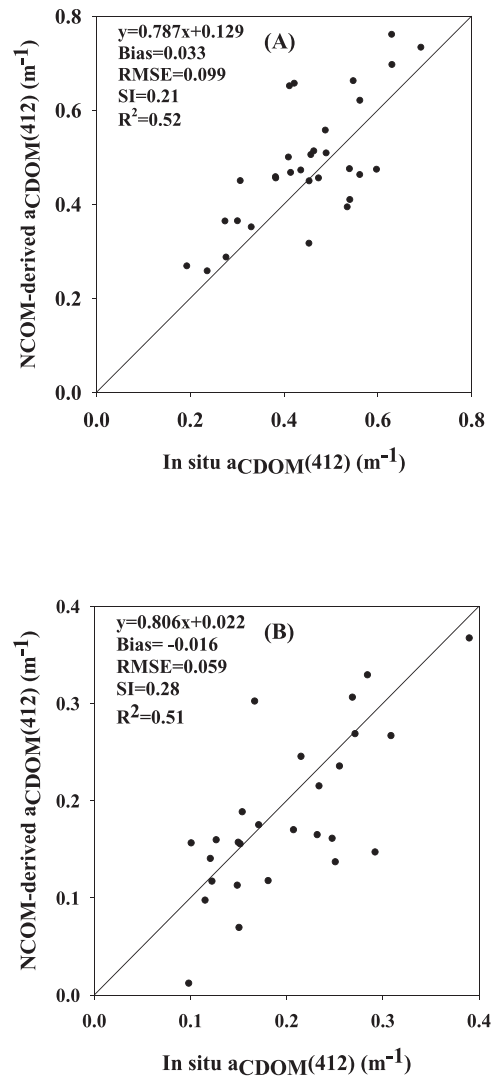 0.8
y=0.787x+0.129
Bias=0.033
RMSE=0.099
SI=0.21
R²=0.52
(A)
NCOM-derived aCDOM(412) (m⁻¹)
0.6
0.4
0.2
0.0
0.0 0.2 0.4 0.6 0.8
In situ aCDOM(412) (m⁻¹)
0.4
y=0.806x+0.022
Bias= -0.016
RMSE=0.059
SI=0.28
R²=0.51
(B)
NCOM-derived aCDOM(412) (m⁻¹)
0.3
0.2
0.1
0.0
0.0 0.1 0.2 0.3 0.4
In situ aCDOM(412) (m⁻¹)